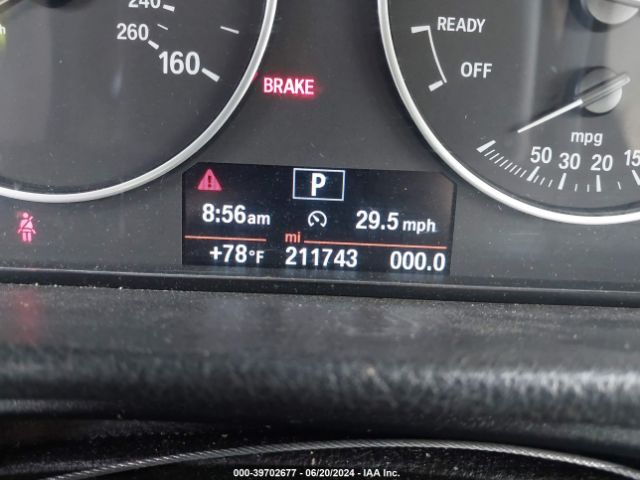 240
260
160
BRAKE
READY
OFF
mpg
50 30 20 15
P
8:56am
29.5 mph
mi
+78°F 211743 000.0
000-39702677 - 06/20/2024 - IAA Inc.